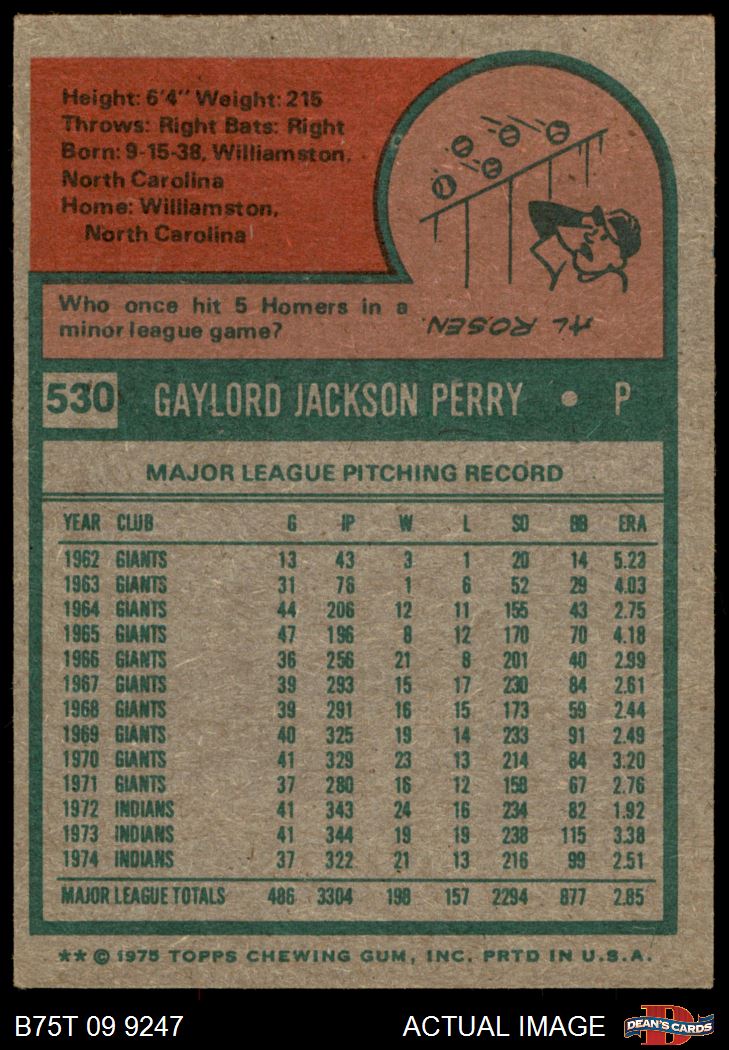 Height: 6'4" Weight: 215
Throws: Right Bats: Right
Born: 9-15-38, Williamston,
North Carolina
Home: Williamston,
North Carolina
Who once hit 5 Homers in a
minor league game?
AL ROSEN.
530 GAYLORD JACKSON PERRY • P
MAJOR LEAGUE PITCHING RECORD
YEAR CLUB G IP W L SO BB ERA
1962 GIANTS 13 43 3 1 20 14 5.23
1963 GIANTS 31 76 1 6 52 29 4.03
1964 GIANTS 44 206 12 11 155 43 2.75
1965 GIANTS 47 196 8 12 170 70 4.18
1966 GIANTS 36 256 21 8 201 40 2.99
1967 GIANTS 39 293 15 17 230 84 2.61
1968 GIANTS 39 291 16 15 173 59 2.44
1969 GIANTS 40 325 19 14 233 91 2.49
1970 GIANTS 41 329 23 13 214 84 3.20
1971 GIANTS 37 280 16 12 158 67 2.76
1972 INDIANS 41 343 24 16 234 82 1.92
1973 INDIANS 41 344 19 19 238 115 3.38
1974 INDIANS 37 322 21 13 216 99 2.51
MAJOR LEAGUE TOTALS 486 3304 198 157 2294 877 2.85
** © 1975 TOPPS CHEWING GUM, INC. PRTD IN U.S.A.
B75T 09 9247 ACTUAL IMAGE
D
DEAN'S CARDS